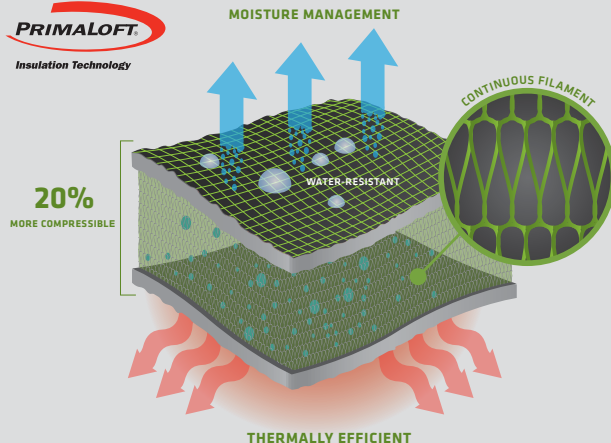 MOISTURE MANAGEMENT
PRIMALOFT®
Insulation Technology
CONTINUOUS FILAMENT
WATER-RESISTANT
20%
MORE COMPRESSIBLE
THERMALLY EFFICIENT